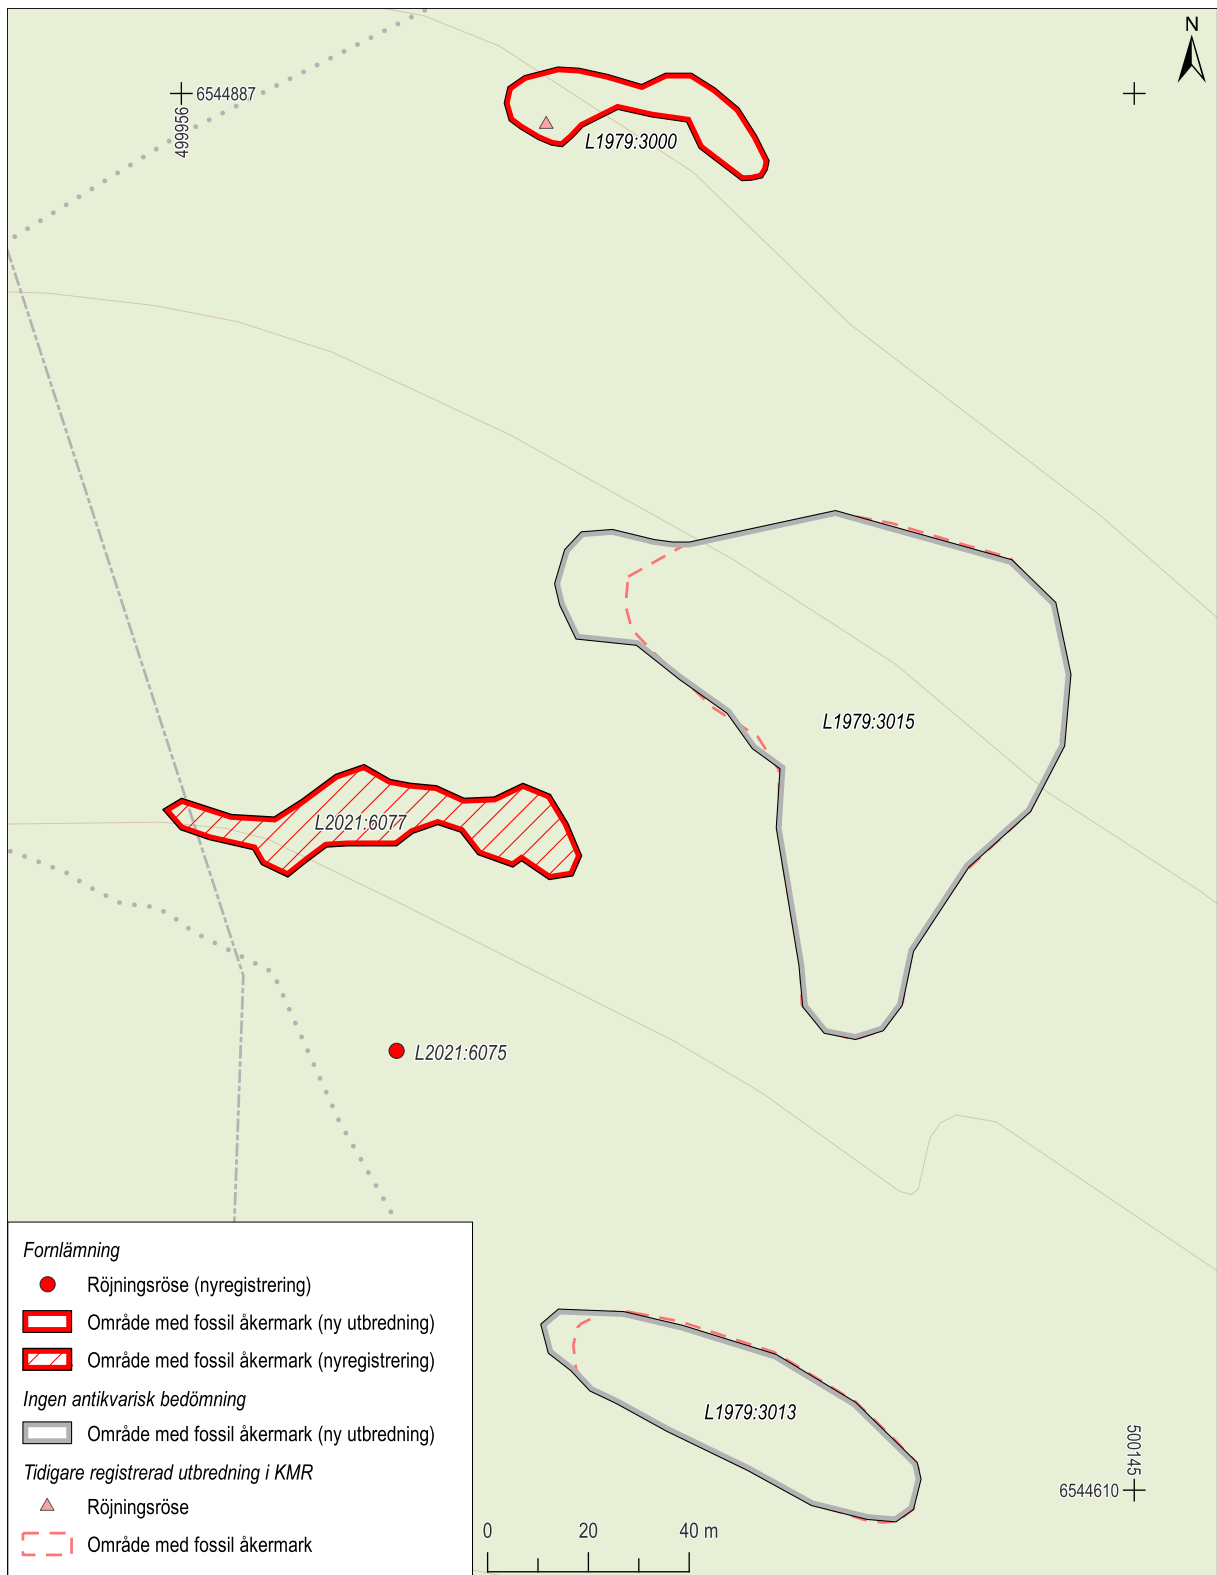 N
6544887
499956
L1979:3000
L1979:3015
L2021:6077
L2021:6075
L1979:3013
500145
6544610
0 20 40 m
Fornlämning
Röjningsröse (nyregistrering)
Område med fossil åkermark (ny utbredning)
Område med fossil åkermark (nyregistrering)
Ingen antikvarisk bedömning
Område med fossil åkermark (ny utbredning)
Tidigare registrerad utbredning i KMR
Röjningsröse
Område med fossil åkermark